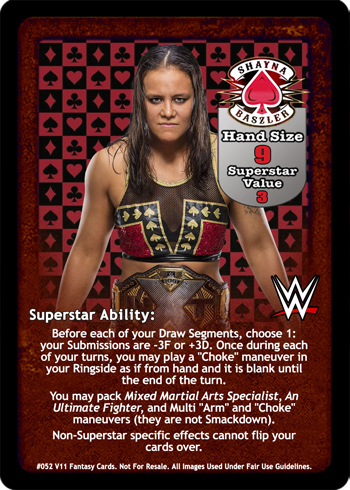 SHAYNA
BASZLER
Hand Size
9
Superstar
Value
3
W
Superstar Ability:
Before each of your Draw Segments, choose 1:
your Submissions are -3F or +3D. Once during each
of your turns, you may play a "Choke" maneuver in
your Ringside as if from hand and it is blank until
the end of the turn.
You may pack Mixed Martial Arts Specialist, An
Ultimate Fighter, and Multi "Arm" and "Choke"
maneuvers (they are not Smackdown).
Non-Superstar specific effects cannot flip your
cards over.
#052 V11 Fantasy Cards. Not For Resale. All Images Used Under Fair Use Guidelines.